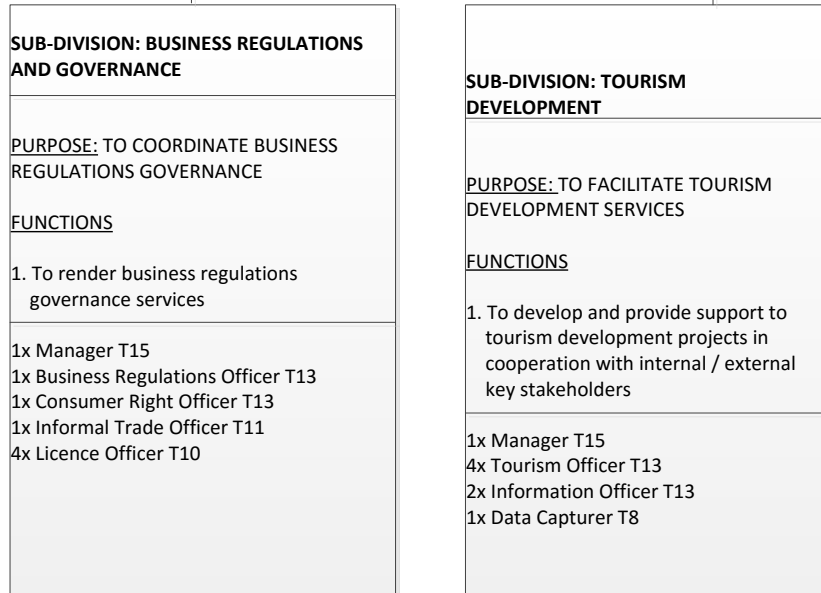 SUB-DIVISION: BUSINESS REGULATIONS
AND GOVERNANCE
PURPOSE: TO COORDINATE BUSINESS
REGULATIONS GOVERNANCE
FUNCTIONS
1. To render business regulations
governance services
1x Manager T15
1x Business Regulations Officer T13
1x Consumer Right Officer T13
1x Informal Trade Officer T11
4x Licence Officer T10
SUB-DIVISION: TOURISM
DEVELOPMENT
PURPOSE: TO FACILITATE TOURISM
DEVELOPMENT SERVICES
FUNCTIONS
1. To develop and provide support to
tourism development projects in
cooperation with internal / external
key stakeholders
1x Manager T15
4x Tourism Officer T13
2x Information Officer T13
1x Data Capturer T8